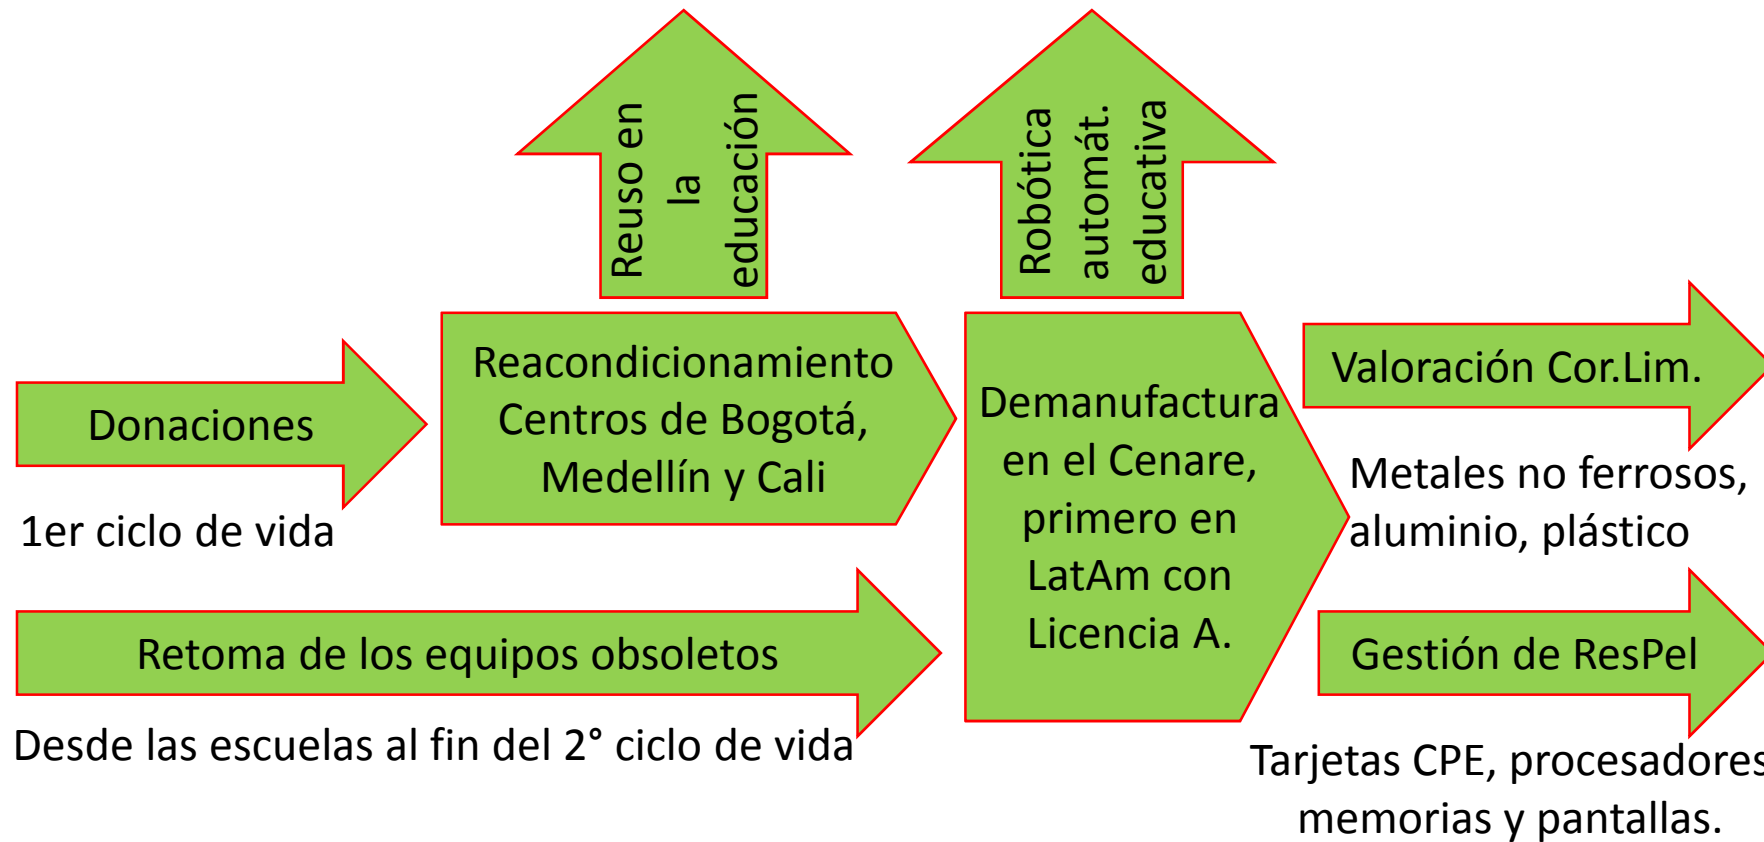 Reuso en
la
educación
Robótica
automát.
educativa
Donaciones
1er ciclo de vida
Reacondicionamiento
Centros de Bogotá,
Medellín y Cali
Demanufactura
en el Cenare,
primero en
LatAm con
Licencia A.
Valoración Cor.Lim.
Metales no ferrosos,
aluminio, plástico
Retoma de los equipos obsoletos
Desde las escuelas al fin del 2° ciclo de vida
Gestión de ResPel
Tarjetas CPE, procesadores
memorias y pantallas.